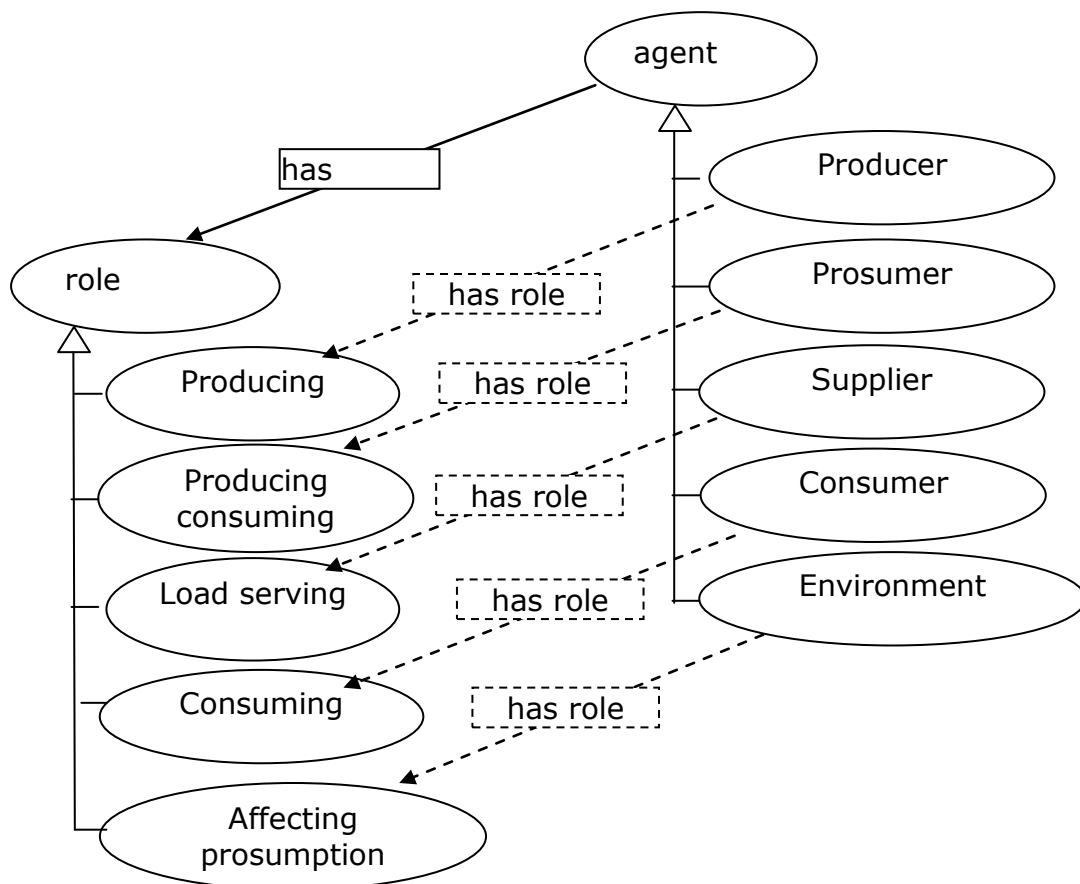 agent
has
Producer
role
has role
Prosumer
Producing
has role
Supplier
Producing
consuming
has role
Consumer
Load serving
has role
Environment
Consuming
has role
Affecting
prosumption